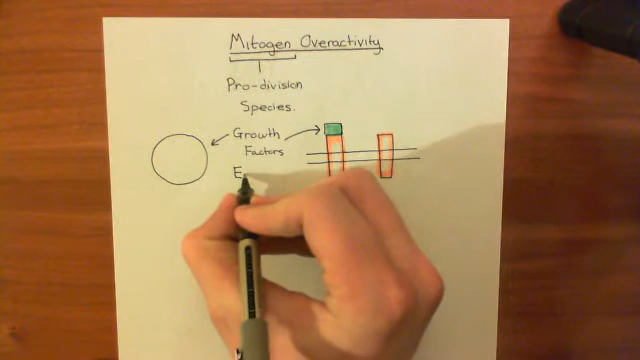 Mitogen Overactivity
Pro-division
Species.
Growth
Factors
E